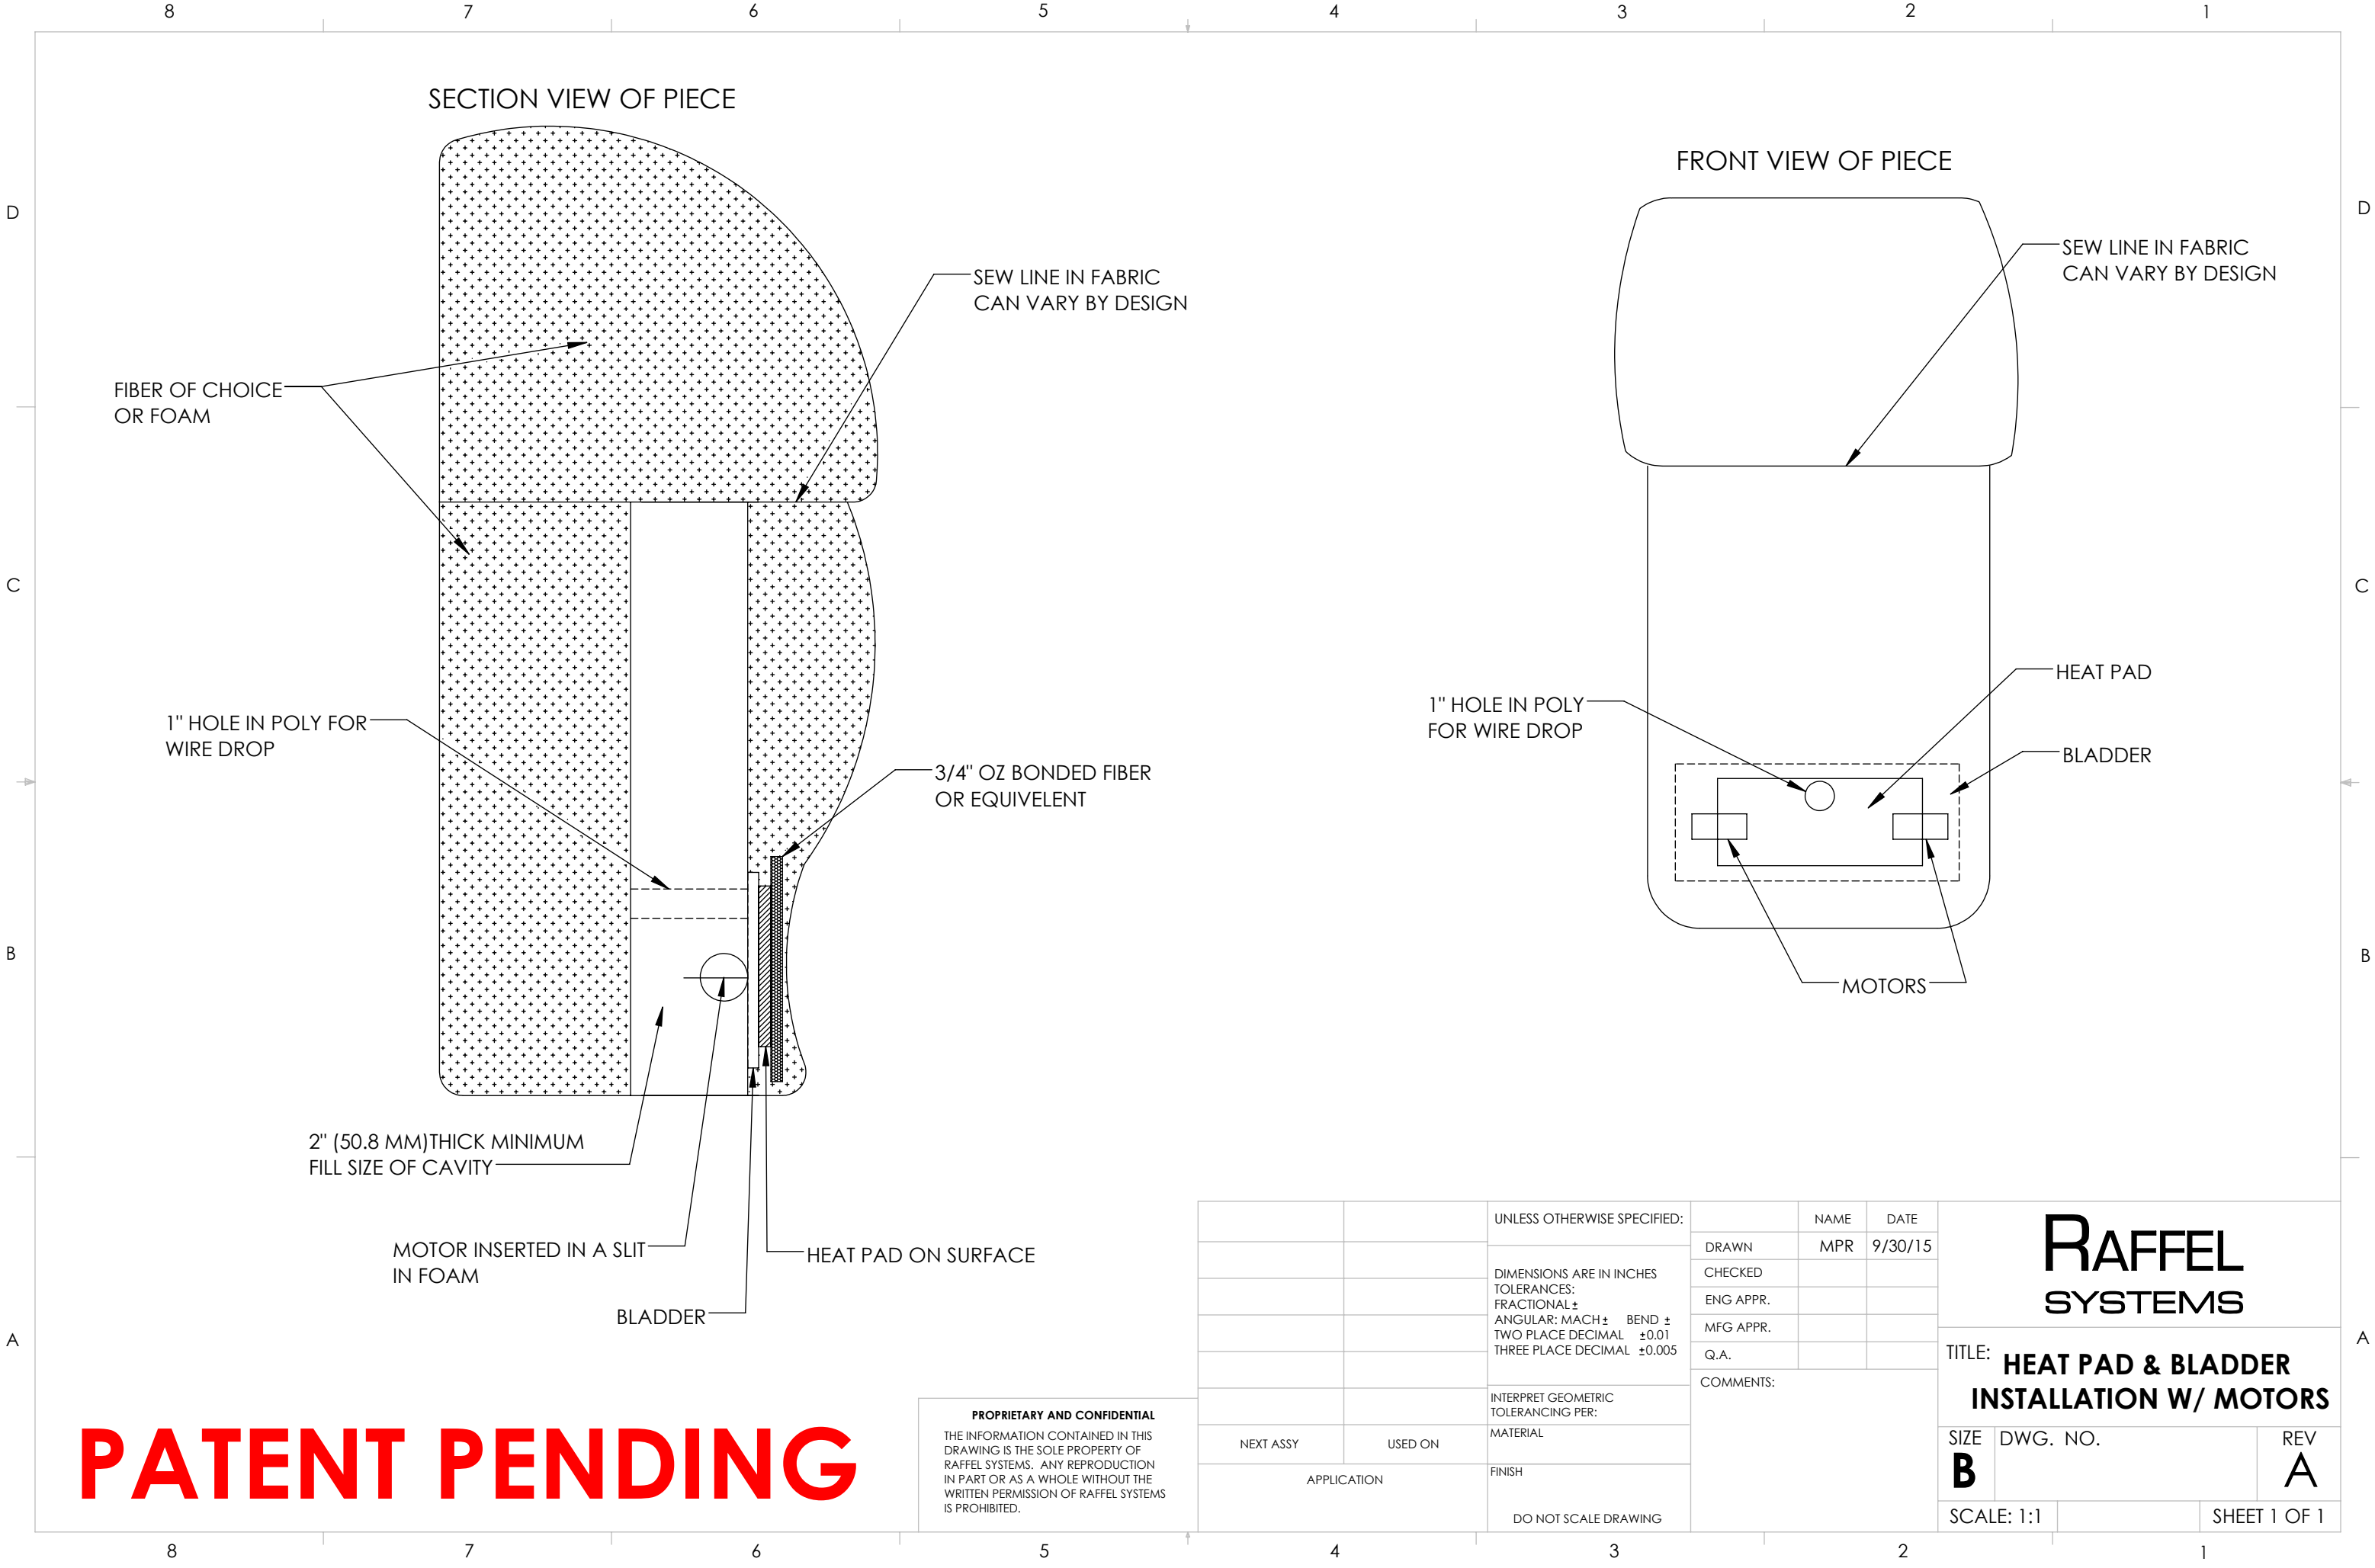 8 7 6 5 4 3 2 1
SECTION VIEW OF PIECE
FRONT VIEW OF PIECE
D
D
SEW LINE IN FABRIC
CAN VARY BY DESIGN
SEW LINE IN FABRIC
CAN VARY BY DESIGN
FIBER OF CHOICE
OR FOAM
C
C
1" HOLE IN POLY FOR
WIRE DROP
3/4" OZ BONDED FIBER
OR EQUIVELENT
1" HOLE IN POLY
FOR WIRE DROP
HEAT PAD
BLADDER
B
B
MOTORS
2" (50.8 MM)THICK MINIMUM
FILL SIZE OF CAVITY
MOTOR INSERTED IN A SLIT
IN FOAM
HEAT PAD ON SURFACE
BLADDER
A
A
PATENT PENDING
PROPRIETARY AND CONFIDENTIAL
THE INFORMATION CONTAINED IN THIS
DRAWING IS THE SOLE PROPERTY OF
RAFFEL SYSTEMS. ANY REPRODUCTION
IN PART OR AS A WHOLE WITHOUT THE
WRITTEN PERMISSION OF RAFFEL SYSTEMS
IS PROHIBITED.
NEXT ASSY
USED ON
APPLICATION
UNLESS OTHERWISE SPECIFIED:
DIMENSIONS ARE IN INCHES
TOLERANCES:
FRACTIONAL±
ANGULAR: MACH± BEND ±
TWO PLACE DECIMAL ±0.01
THREE PLACE DECIMAL ±0.005
INTERPRET GEOMETRIC
TOLERANCING PER:
MATERIAL
FINISH
DO NOT SCALE DRAWING
NAME DATE
DRAWN MPR 9/30/15
CHECKED
ENG APPR.
MFG APPR.
Q.A.
COMMENTS:
RAFFEL
SYSTEMS
TITLE:
HEAT PAD & BLADDER
INSTALLATION W/ MOTORS
SIZE
B
DWG. NO.
REV
A
SCALE: 1:1
SHEET 1 OF 1
8 7 6 5 4 3 2 1